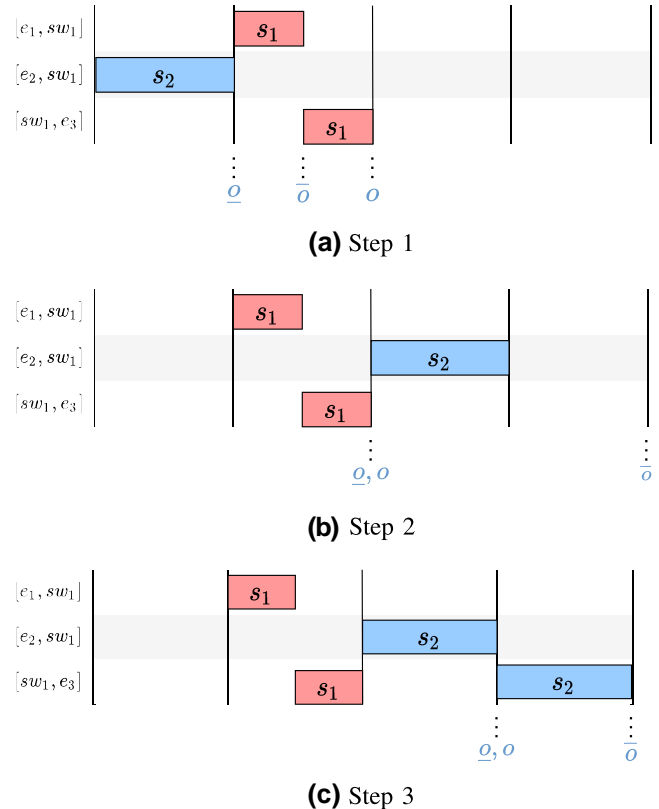 [e₁, sw₁]
s₁
[e₂, sw₁]
s₂
[sw₁, e₃]
s₁
o̲ o̅ o
(a) Step 1
[e₁, sw₁]
s₁
[e₂, sw₁]
s₂
[sw₁, e₃]
s₁
o̲, o o̅
(b) Step 2
[e₁, sw₁]
s₁
[e₂, sw₁]
s₂
[sw₁, e₃]
s₁ s₂
o̲, o o̅
(c) Step 3